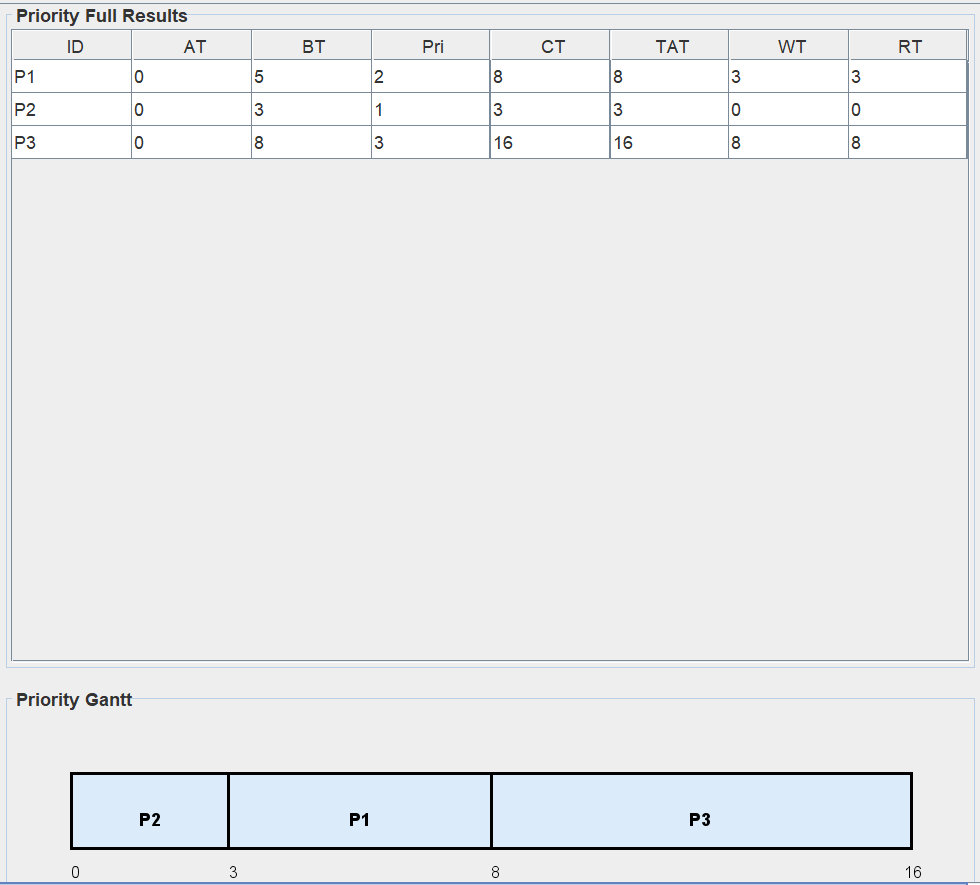 Priority Full Results
ID AT BT Pri CT TAT WT RT
P1 0 5 2 8 8 3 3
P2 0 3 1 3 3 0 0
P3 0 8 3 16 16 8 8
Priority Gantt
P2 P1 P3
0 3 8 16